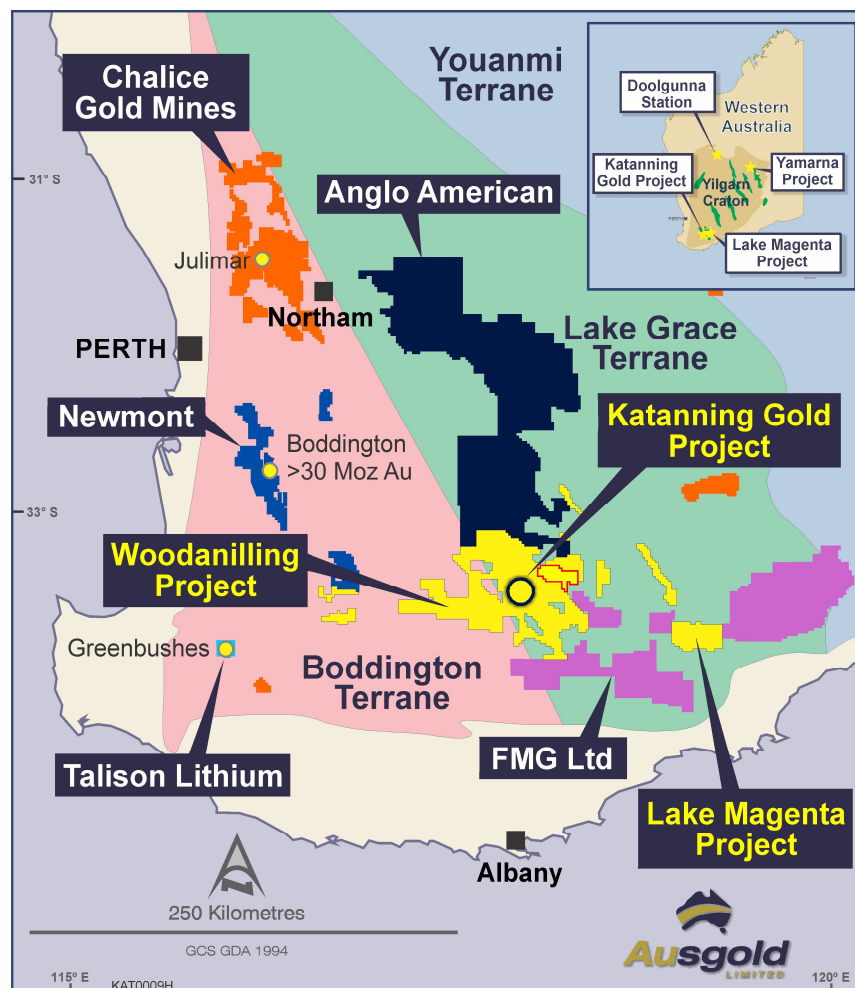 Youanmi
Terrane
Chalice
Gold Mines
Doolgunna
Station
Western
Australia
Katanning
Gold Project
Yamarna
Project
Yilgarn
Craton
PERTH
Lake Magenta
Project
31° S
Anglo American
Julimar
Northam
PERTH
Lake Grace
Terrane
Newmont
Katanning Gold
Project
Boddington
>30 Moz Au
33° S
Woodanilling
Project
Greenbushes
Boddington
Terrane
FMG Ltd
Talison Lithium
Lake Magenta
Project
Albany
250 Kilometres
GCS GDA 1994
Ausgold
LIMITED
115° E
KAT0009H
120° E